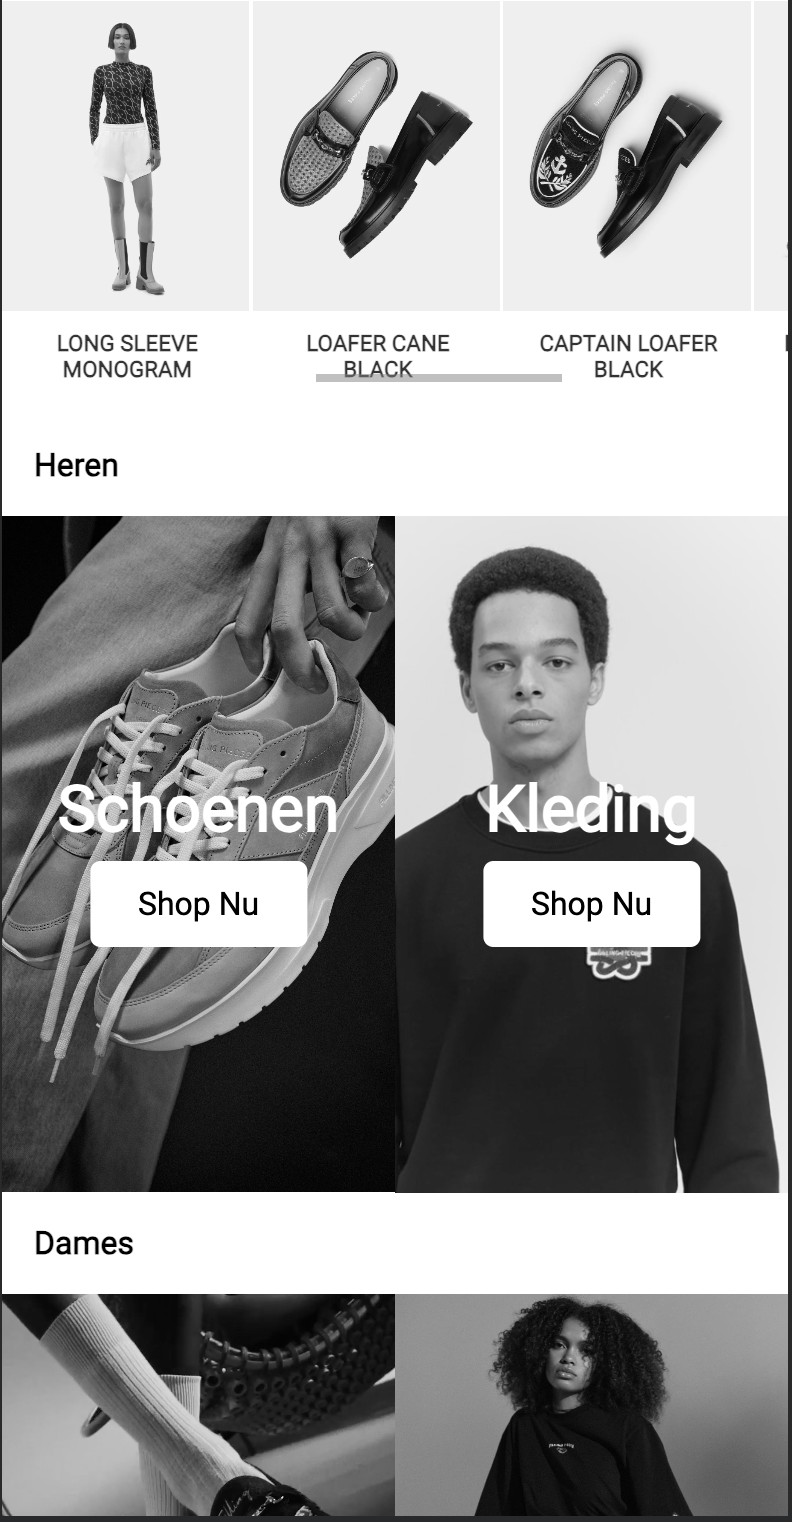 LONG SLEEVE
MONOGRAM
LOAFER CANE
BLACK
CAPTAIN LOAFER
BLACK
Heren
Schoenen
Kleding
Shop Nu
Shop Nu
Dames